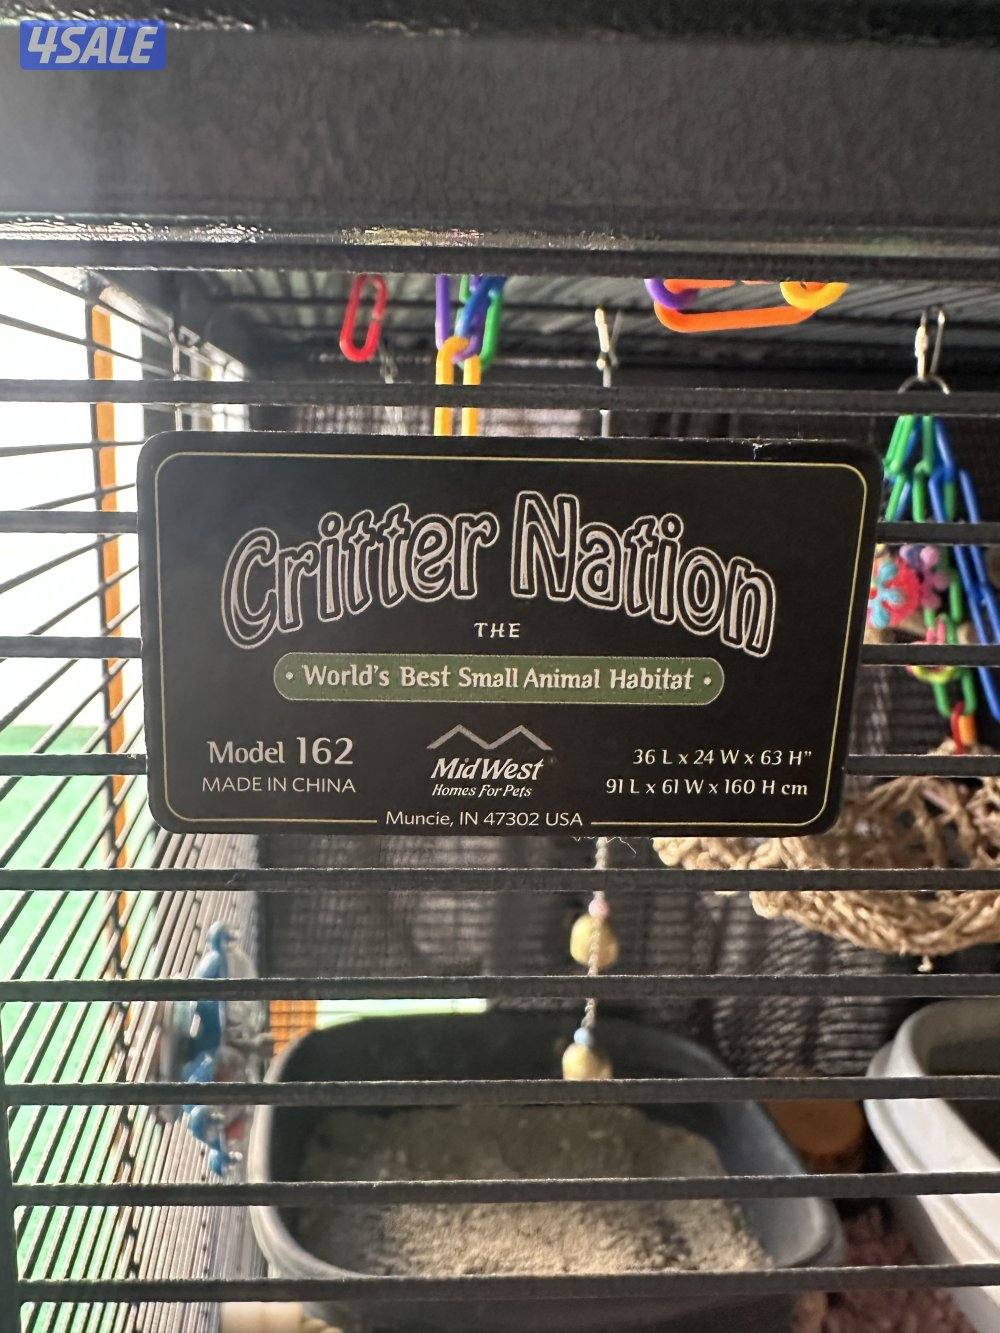 4SALE
Critter Nation
THE
• World's Best Small Animal Habitat •
Model 162
MADE IN CHINA
MidWest
Homes For Pets
36 L x 24 W x 63 H"
91 L x 61 W x 160 H cm
Muncie, IN 47302 USA